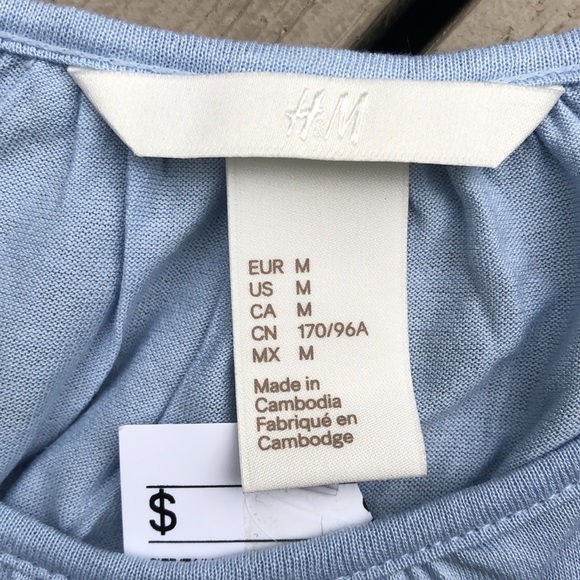 H&M
EUR M
US M
CA M
CN 170/96A
MX M
Made in
Cambodia
Fabriqué en
Cambodge
$